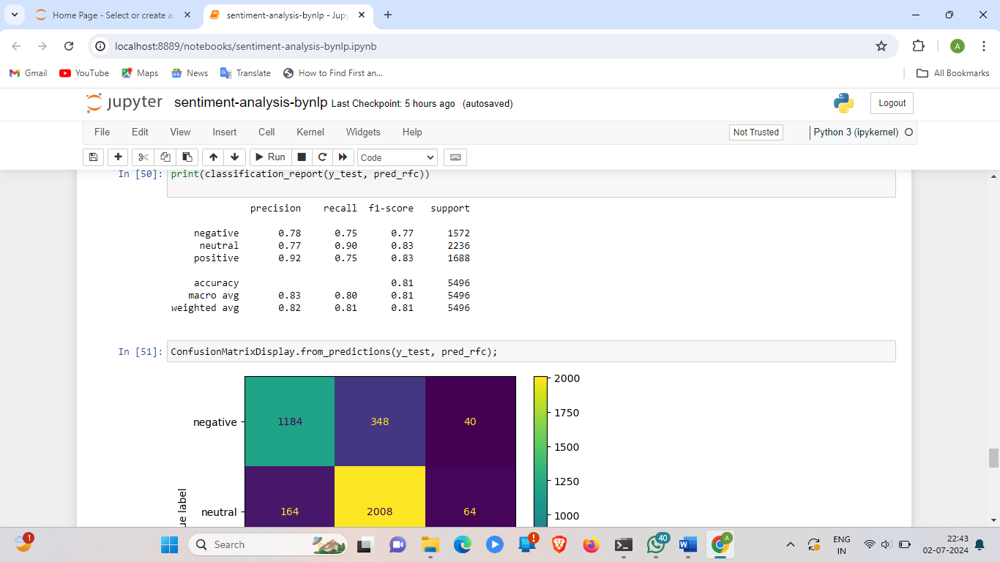 Home Page - Select or create a
sentiment-analysis-bynlp - Jupy
localhost:8889/notebooks/sentiment-analysis-bynlp.ipynb
A
Gmail YouTube Maps News Translate How to Find First an... All Bookmarks
jupyter sentiment-analysis-bynlp Last Checkpoint: 5 hours ago (autosaved) Logout
File Edit View Insert Cell Kernel Widgets Help Not Trusted Python 3 (ipykernel)
Run Code
In [50]: print(classification_report(y_test, pred_rfc))
precision recall f1-score support
negative 0.78 0.75 0.77 1572
neutral 0.77 0.90 0.83 2236
positive 0.92 0.75 0.83 1688
accuracy 0.81 5496
macro avg 0.83 0.80 0.81 5496
weighted avg 0.82 0.81 0.81 5496
In [51]: ConfusionMatrixDisplay.from_predictions(y_test, pred_rfc);
2000
1750
negative 1184 348 40
1500
1250
ue label
neutral 164 2008 64
1000
1
Search
40
A
ENG
IN
22:43
02-07-2024